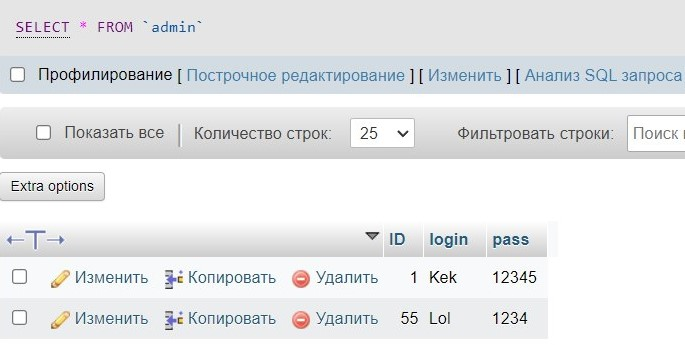 SELECT * FROM `admin`
Профилирование [ Построчное редактирование ] [ Изменить ] [ Анализ SQL запроса
Показать все | Количество строк: 25 Фильтровать строки: Поиск
Extra options
←T→ ID login pass
Изменить Копировать Удалить 1 Kek 12345
Изменить Копировать Удалить 55 Lol 1234